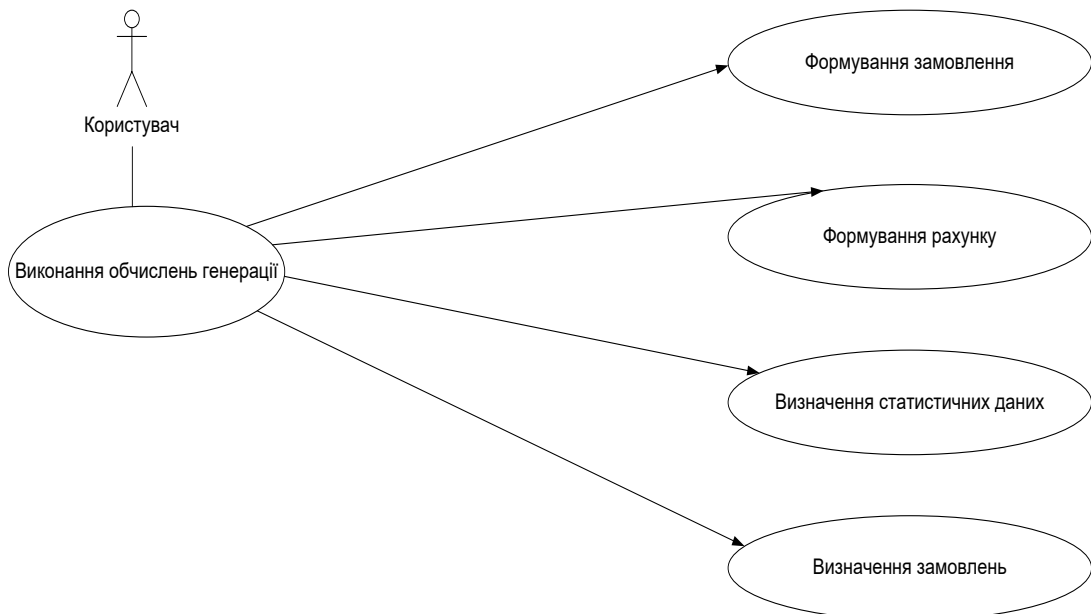 Користувач
Виконання обчислень генерації
Формування замовлення
Формування рахунку
Визначення статистичних даних
Визначення замовлень